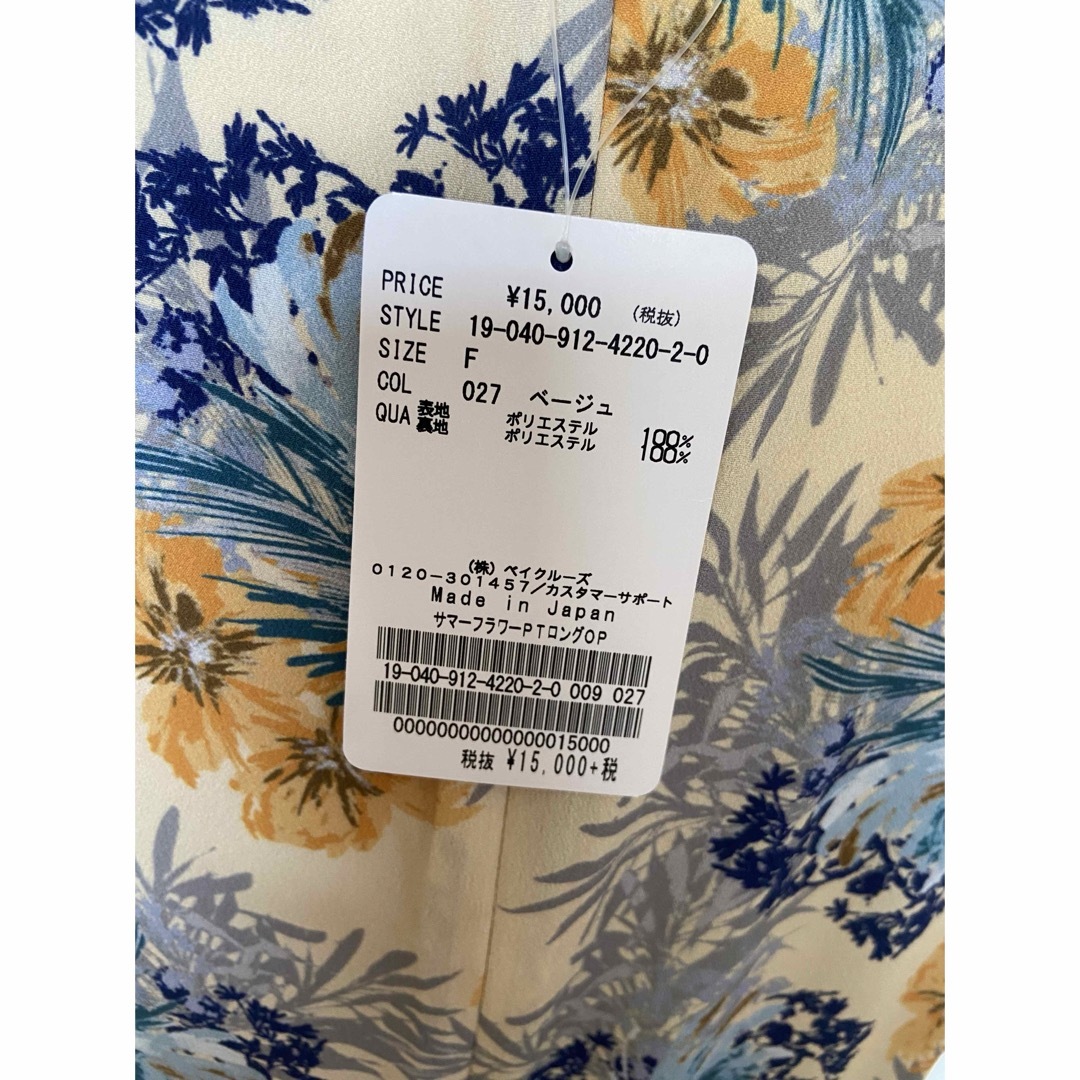 PRICE ¥15,000 (税抜)
STYLE 19-040-912-4220-2-0
SIZE F
COL 027 ベージュ
QUA 表地 ポリエステル 100%
裏地 ポリエステル 100%
(株) ベイクルーズ
0120-301457/カスタマーサポート
Made in Japan
サマーフラワーPTロングOP
19-040-912-4220-2-0 009 027
00000000000000015000
税抜 ¥15,000+税